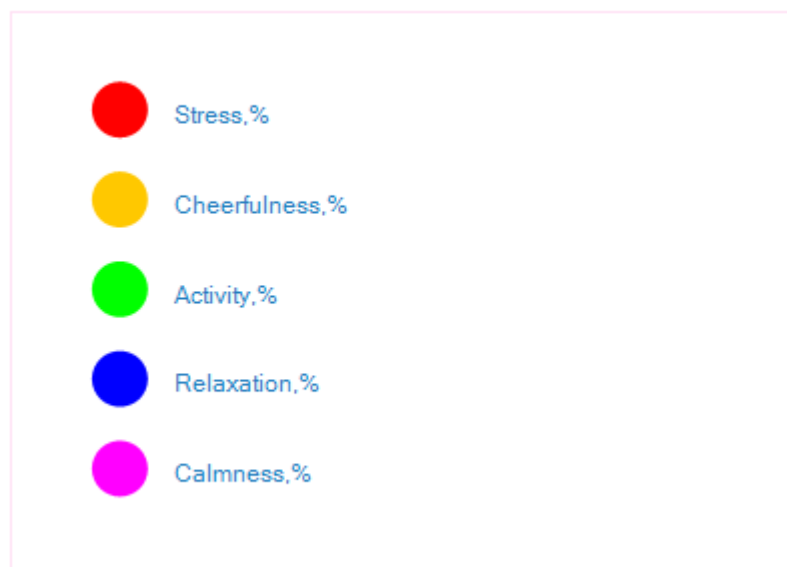 Stress,%
Cheerfulness,%
Activity,%
Relaxation,%
Calmness,%